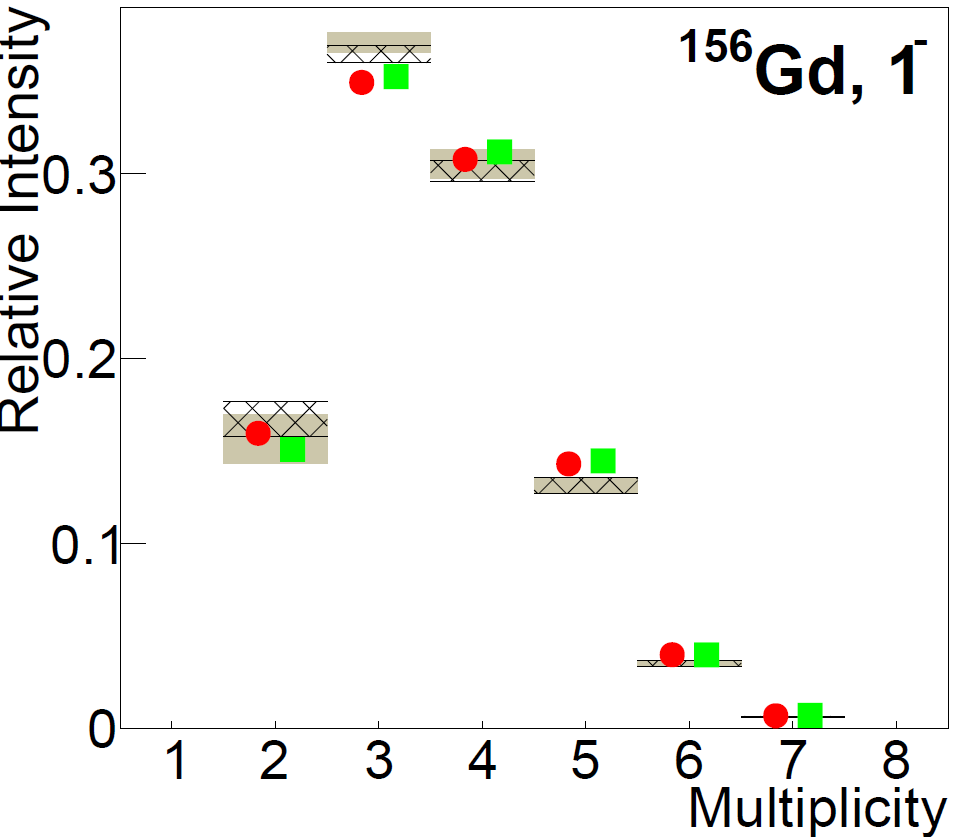 ¹⁵⁶Gd, 1⁻
Relative Intensity
0.3
0.2
0.1
0
1 2 3 4 5 6 7 8
Multiplicity